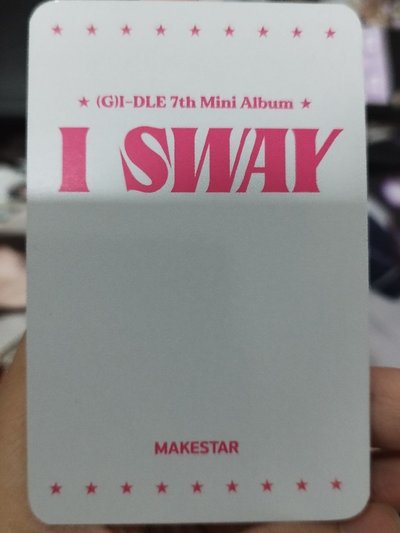 ★ ★ ★ ★ ★ ★ ★ ★ ★
★ (G)I-DLE 7th Mini Album ★
I SWAY
MAKESTAR
★ ★ ★ ★ ★ ★ ★ ★ ★